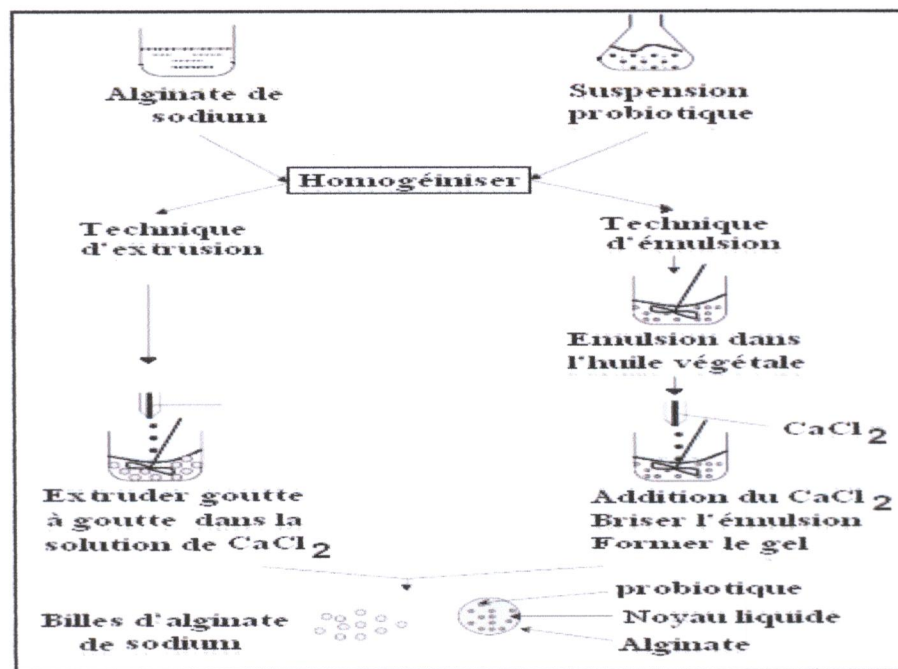 Alginate de
sodium
Suspension
probiotique
Homogéiniser
Technique
d'extrusion
Technique
d'émulsion
Emulsion dans
l'huile végétale
CaCl2
Extruder goutte
à goutte dans la
solution de CaCl2
Addition du CaCl2
Briser l'émulsion
Former le gel
Billes d'alginate
de sodium
probiotique
Noyau liquide
Alginate